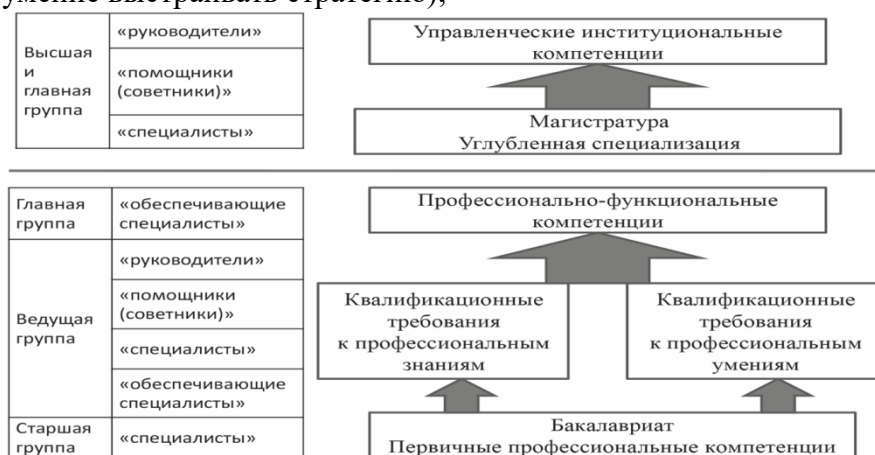 умение выстраивать стратегию);
Высшая
и
главная
группа
«руководители»
«помощники
(советники)»
«специалисты»
Управленческие институциональные
компетенции
Магистратура
Углубленная специализация
Главная
группа
«обеспечивающие
специалисты»
Ведущая
группа
«руководители»
«помощники
(советники)»
«специалисты»
«обеспечивающие
специалисты»
Старшая
группа
«специалисты»
Профессионально-функциональные
компетенции
Квалификационные
требования
к профессиональным
знаниям
Квалификационные
требования
к профессиональным
умениям
Бакалавриат
Первичные профессиональные компетенции